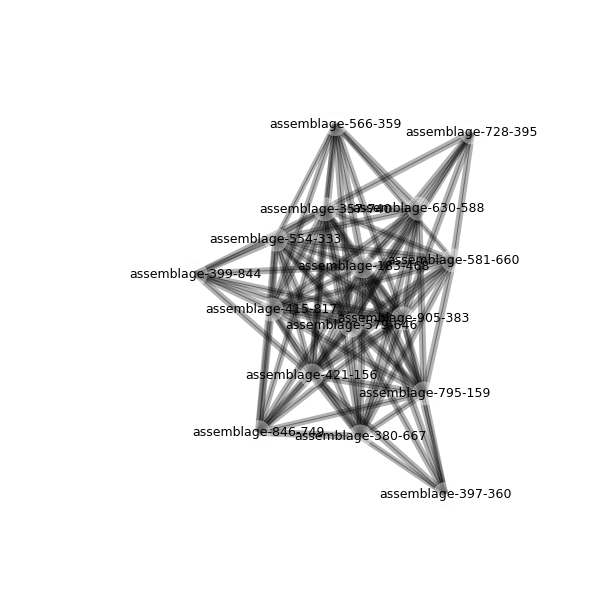 assemblage-566-359
assemblage-728-395
assemblage-357-740
assemblage-630-588
assemblage-554-333
assemblage-581-660
assemblage-183-468
assemblage-399-844
assemblage-415-817
assemblage-905-383
assemblage-579-646
assemblage-421-156
assemblage-795-159
assemblage-846-749
assemblage-380-667
assemblage-397-360